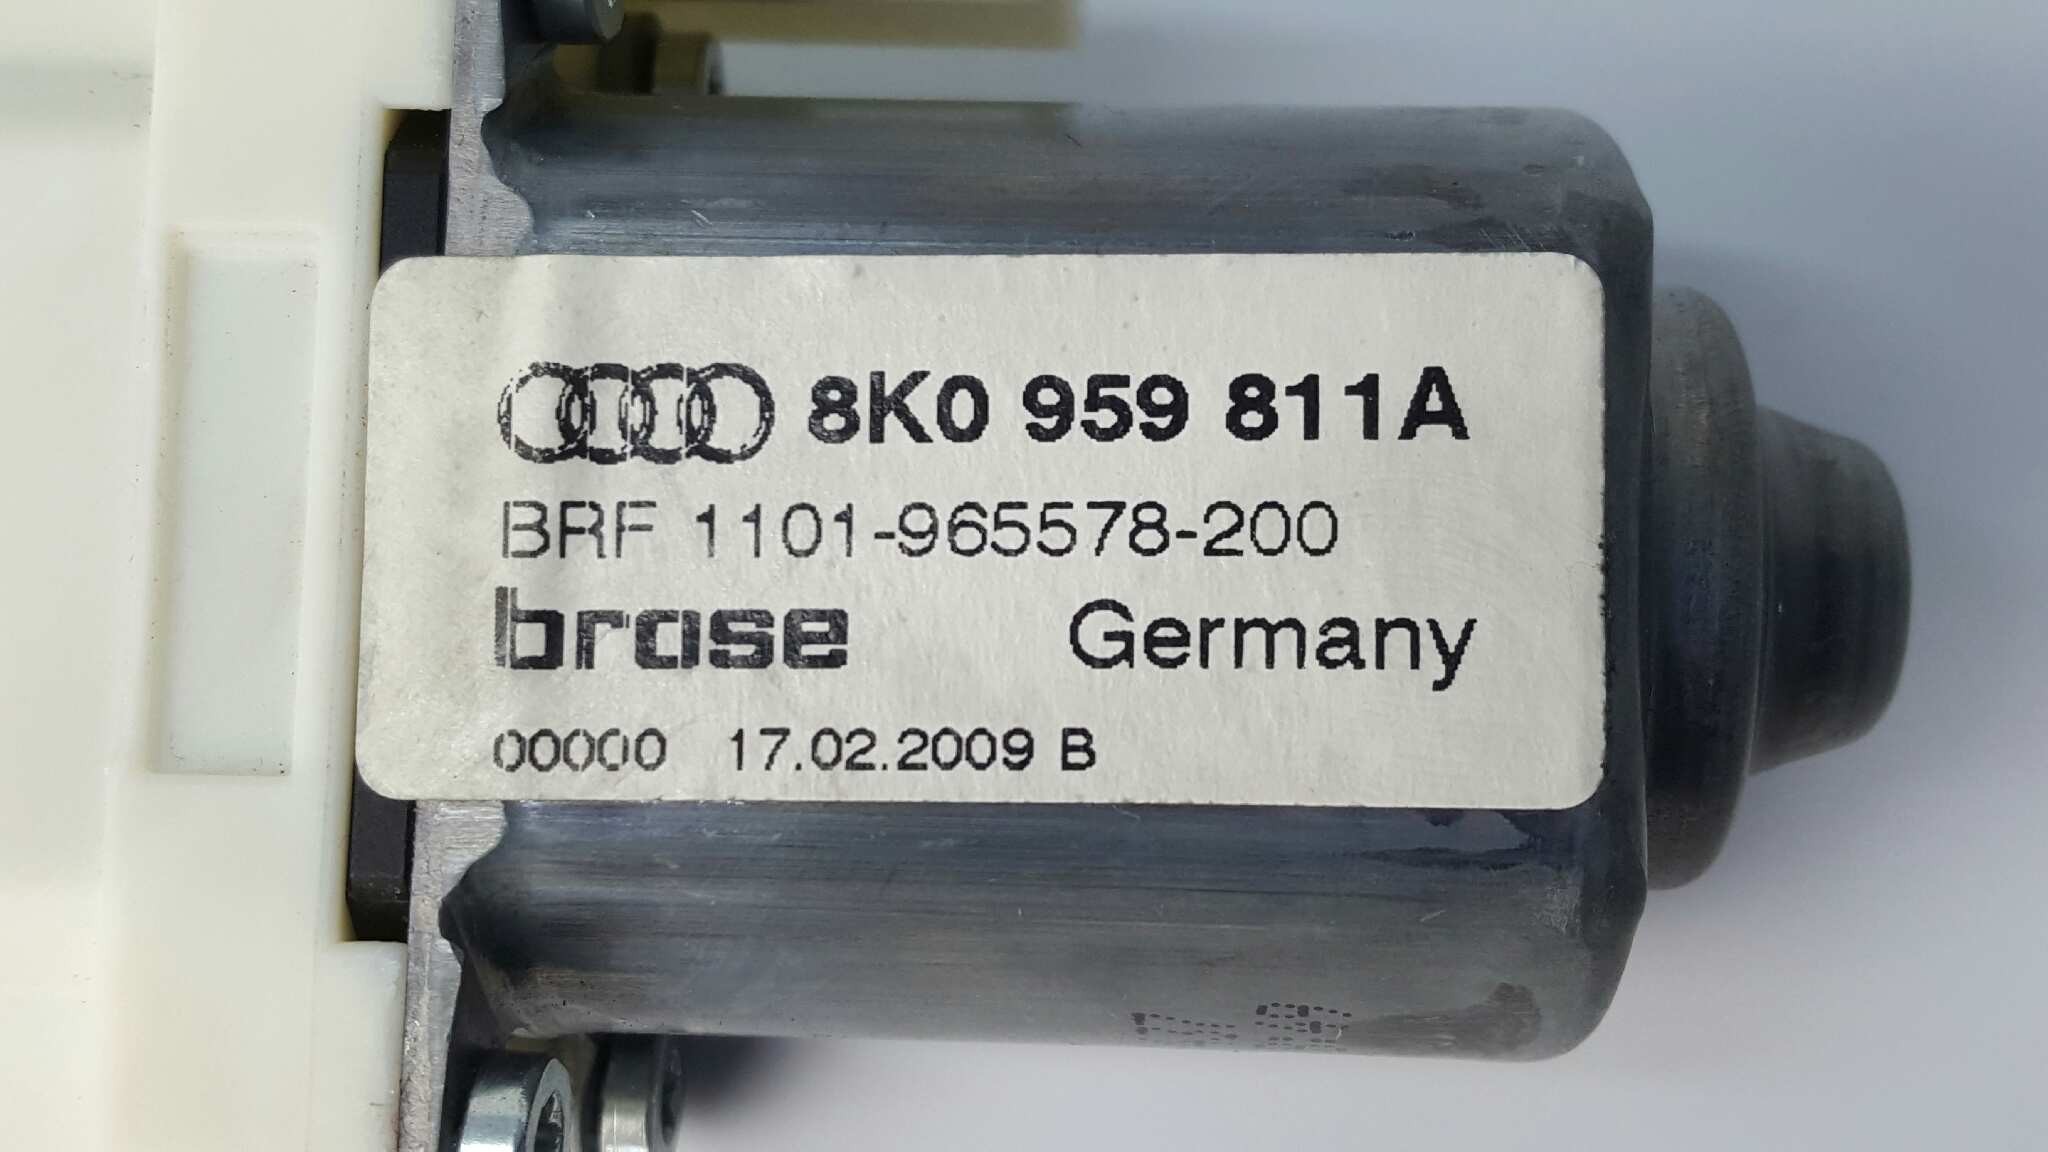 8K0 959 811A
BRF 1101-965578-200
brose Germany
00000 17.02.2009 B